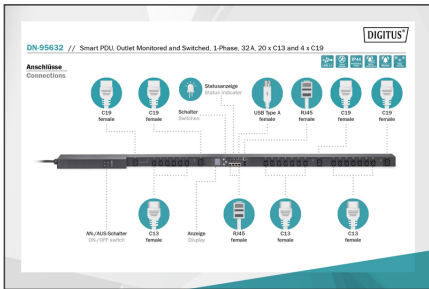 DIGITUS®
DN-95632 // Smart PDU, Outlet Monitored and Switched, 1-Phase, 32 A, 20 x C13 and 4 x C19
Anschlüsse
Connections
Statusanzeige
Status indicator
Schalter
Switches
C19
female
C19
female
USB Type A
female
RJ45
female
C19
female
C19
female
AN-/AUS-Schalter
ON-/OFF switch
C13
female
Anzeige
Display
RJ45
female
C13
female
C13
female